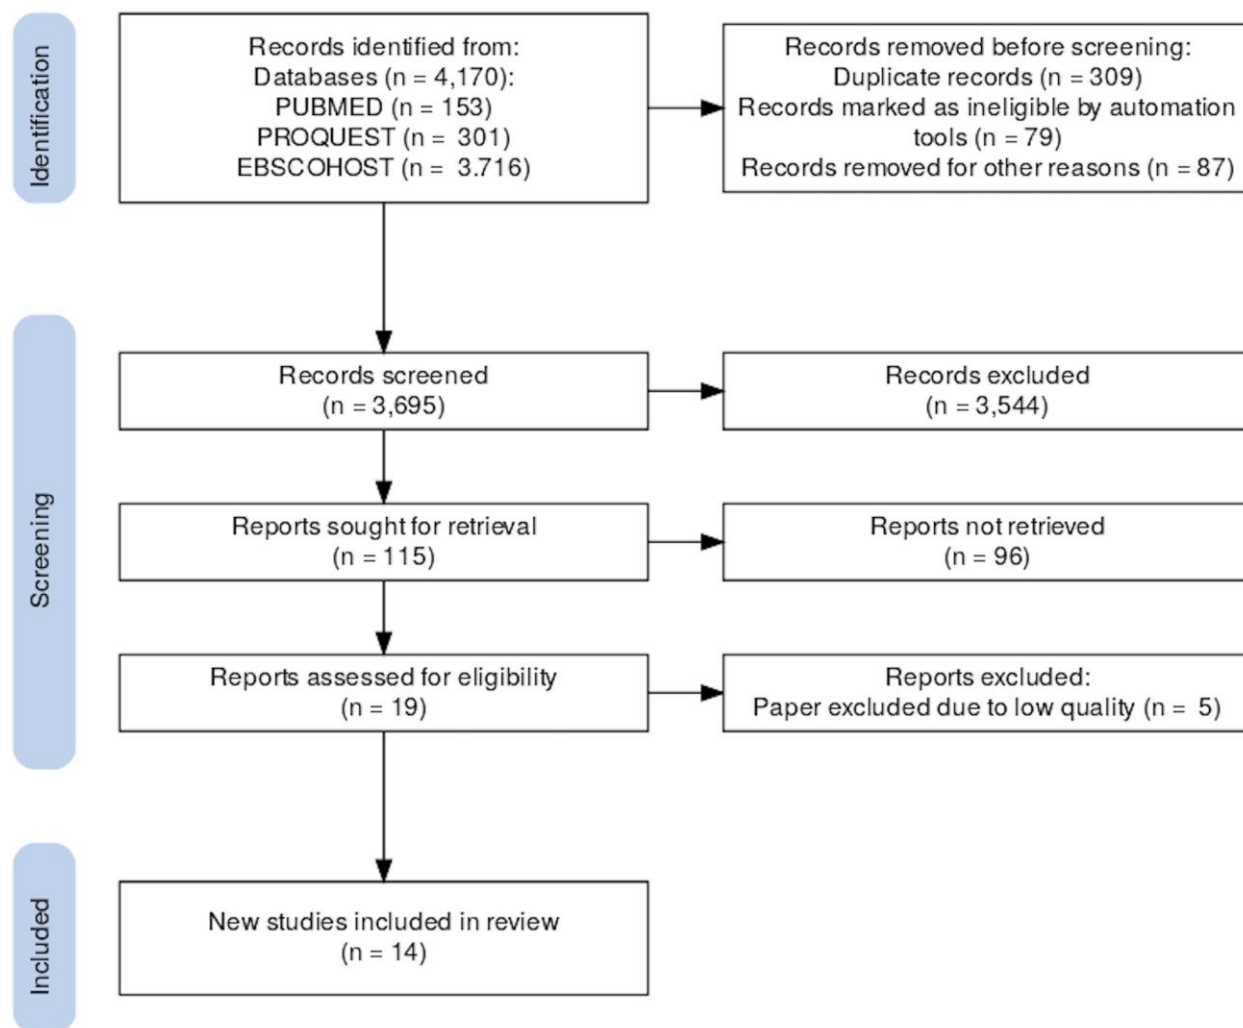 Identification
Records identified from:
Databases (n = 4,170):
PUBMED (n = 153)
PROQUEST (n = 301)
EBSCOHOST (n = 3.716)
Records removed before screening:
Duplicate records (n = 309)
Records marked as ineligible by automation
tools (n = 79)
Records removed for other reasons (n = 87)
Screening
Records screened
(n = 3,695)
Records excluded
(n = 3,544)
Reports sought for retrieval
(n = 115)
Reports not retrieved
(n = 96)
Reports assessed for eligibility
(n = 19)
Reports excluded:
Paper excluded due to low quality (n = 5)
Included
New studies included in review
(n = 14)